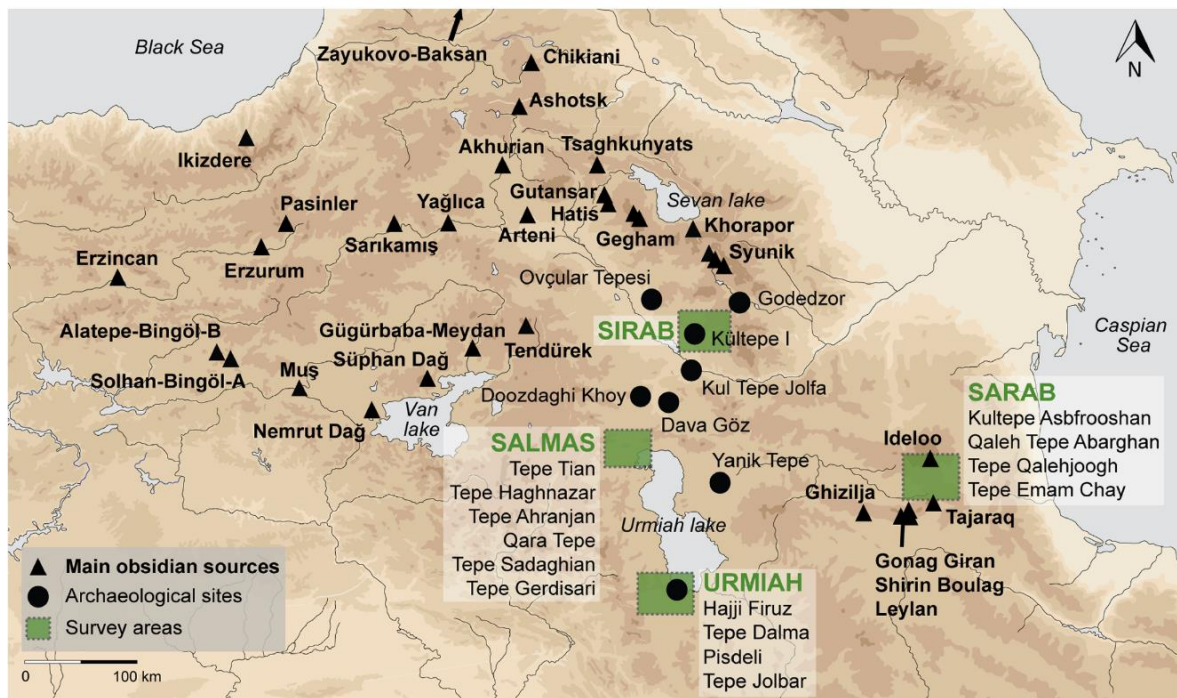 Black Sea
Zayukovo-Baksan
Chikiani
N
Ashotsk
Ikizdere
Akhurian
Tsaghkunyats
Pasinler
Yağlıca
Gutansar
Hatis
Sevan lake
Sarıkamış
Arteni
Gegham
Khorapor
Erzincan
Erzurum
Syunik
Ovçular Tepesi
Godedzor
Alatepe-Bingöl-B
Gügürbaba-Meydan
SIRAB
Kültepe I
Caspian
Sea
Süphan Dağ
Tendürek
Solhan-Bingöl-A
Muş
Kul Tepe Jolfa
Doozdaghi Khoy
Dava Göz
Nemrut Dağ
Van
lake
SARAB
Kultepe Asbfrooshan
Qaleh Tepe Abarghan
Tepe Qalehjoogh
Tepe Emam Chay
Ideloo
SALMAS
Tepe Tian
Tepe Haghnazar
Tepe Ahranjan
Qara Tepe
Tepe Sadaghian
Tepe Gerdisari
Yanik Tepe
Urmiah lake
Ghizilja
Tajaraq
Gonag Giran
Shirin Boulag
Leylan
URMIAH
Hajji Firuz
Tepe Dalma
Pisdeli
Tepe Jolbar
Main obsidian sources
Archaeological sites
Survey areas
0 100 km